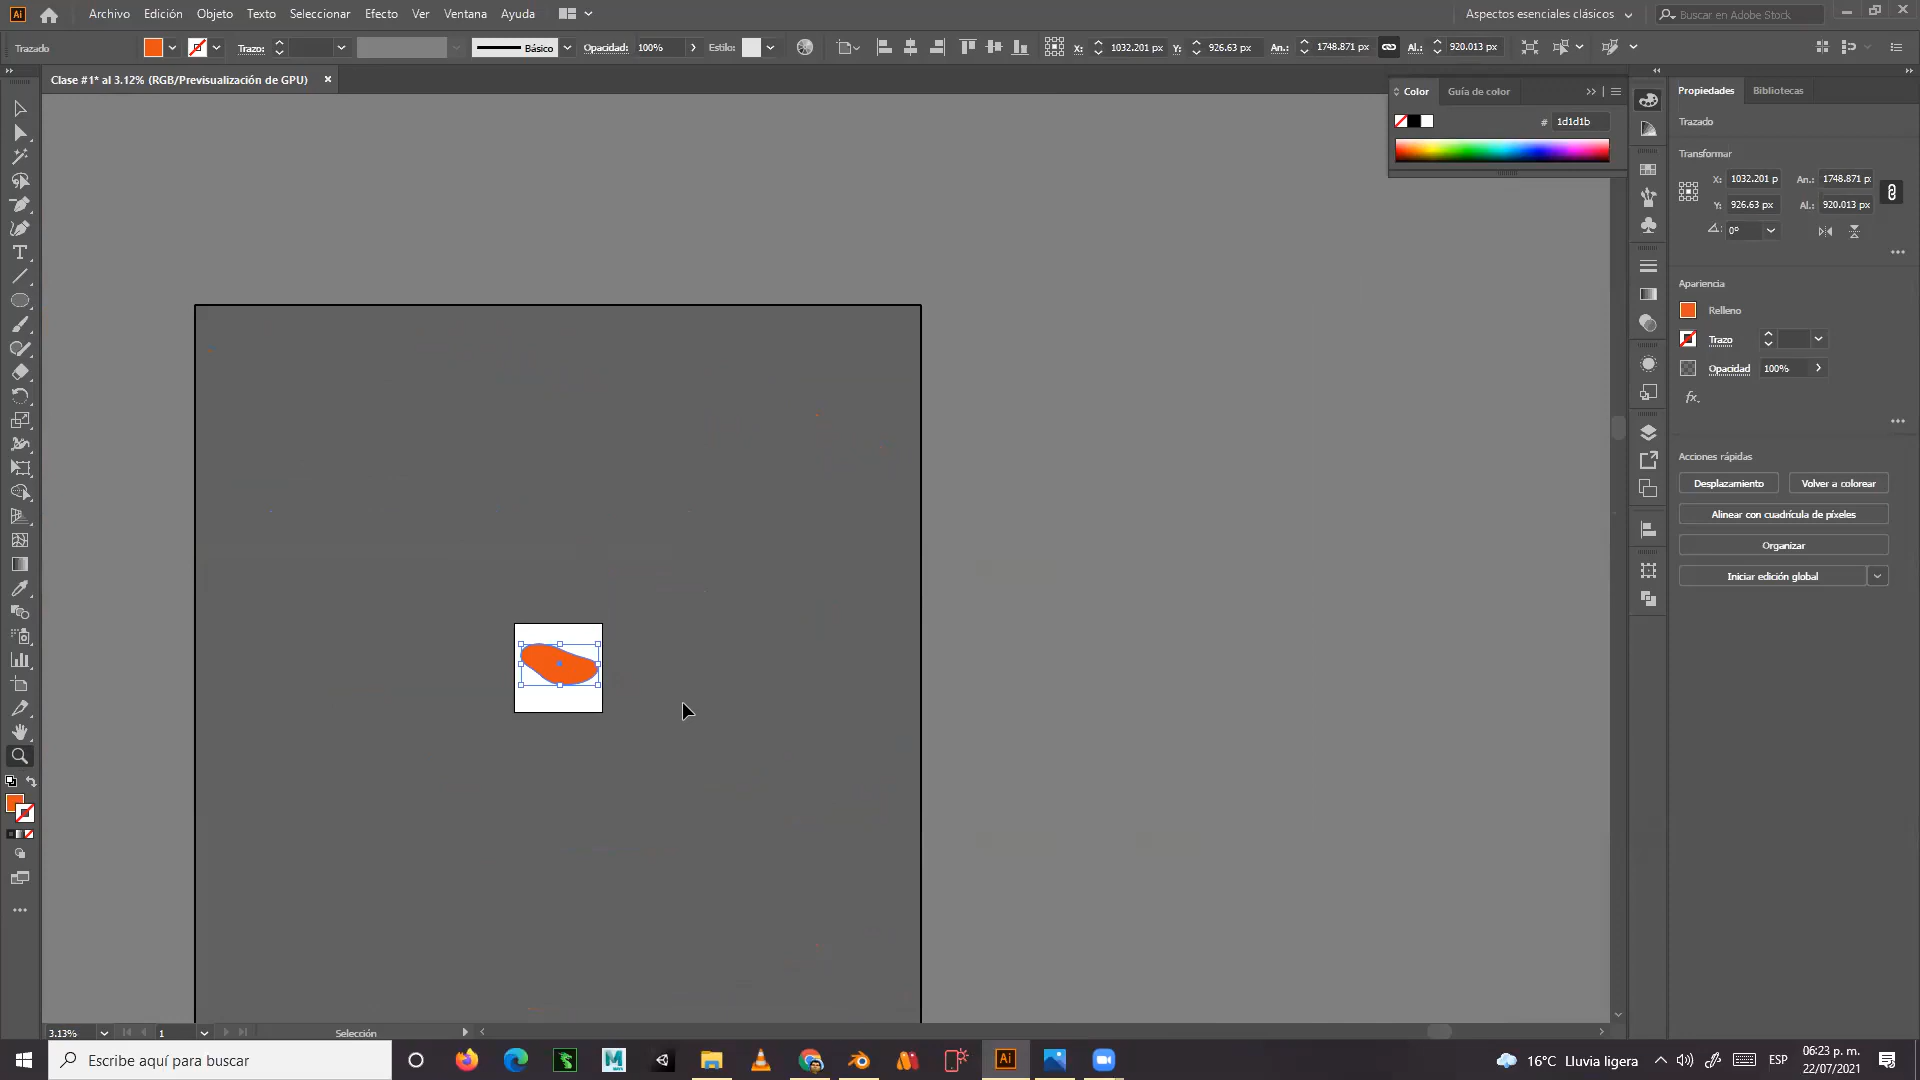 Ai Archivo Edición Objeto Texto Seleccionar Efecto Ver Ventana Ayuda Aspectos esenciales clásicos Buscar en Adobe Stock
Trazado Trazo: Básico Opacidad: 100% Estilo: X: 1032.201 px Y: 926.63 px An.: 1748.871 px Al.: 920.013 px
Clase #1* al 3.12% (RGB/Previsualización de GPU) ×
Color Guía de color
# 1d1d1b
Propiedades Bibliotecas
Trazado
Transformar
X: 1032.201 p An.: 1748.871 p
Y: 926.63 px Al.: 920.013 px
0°
Apariencia
Relleno
Trazo
Opacidad 100%
fx.
Acciones rápidas
Desplazamiento Volver a colorear
Alinear con cuadrícula de píxeles
Organizar
Iniciar edición global
3.13% 1 Selección
Escribe aquí para buscar
Ai
16°C Lluvia ligera
ESP
06:23 p. m.
22/07/2021